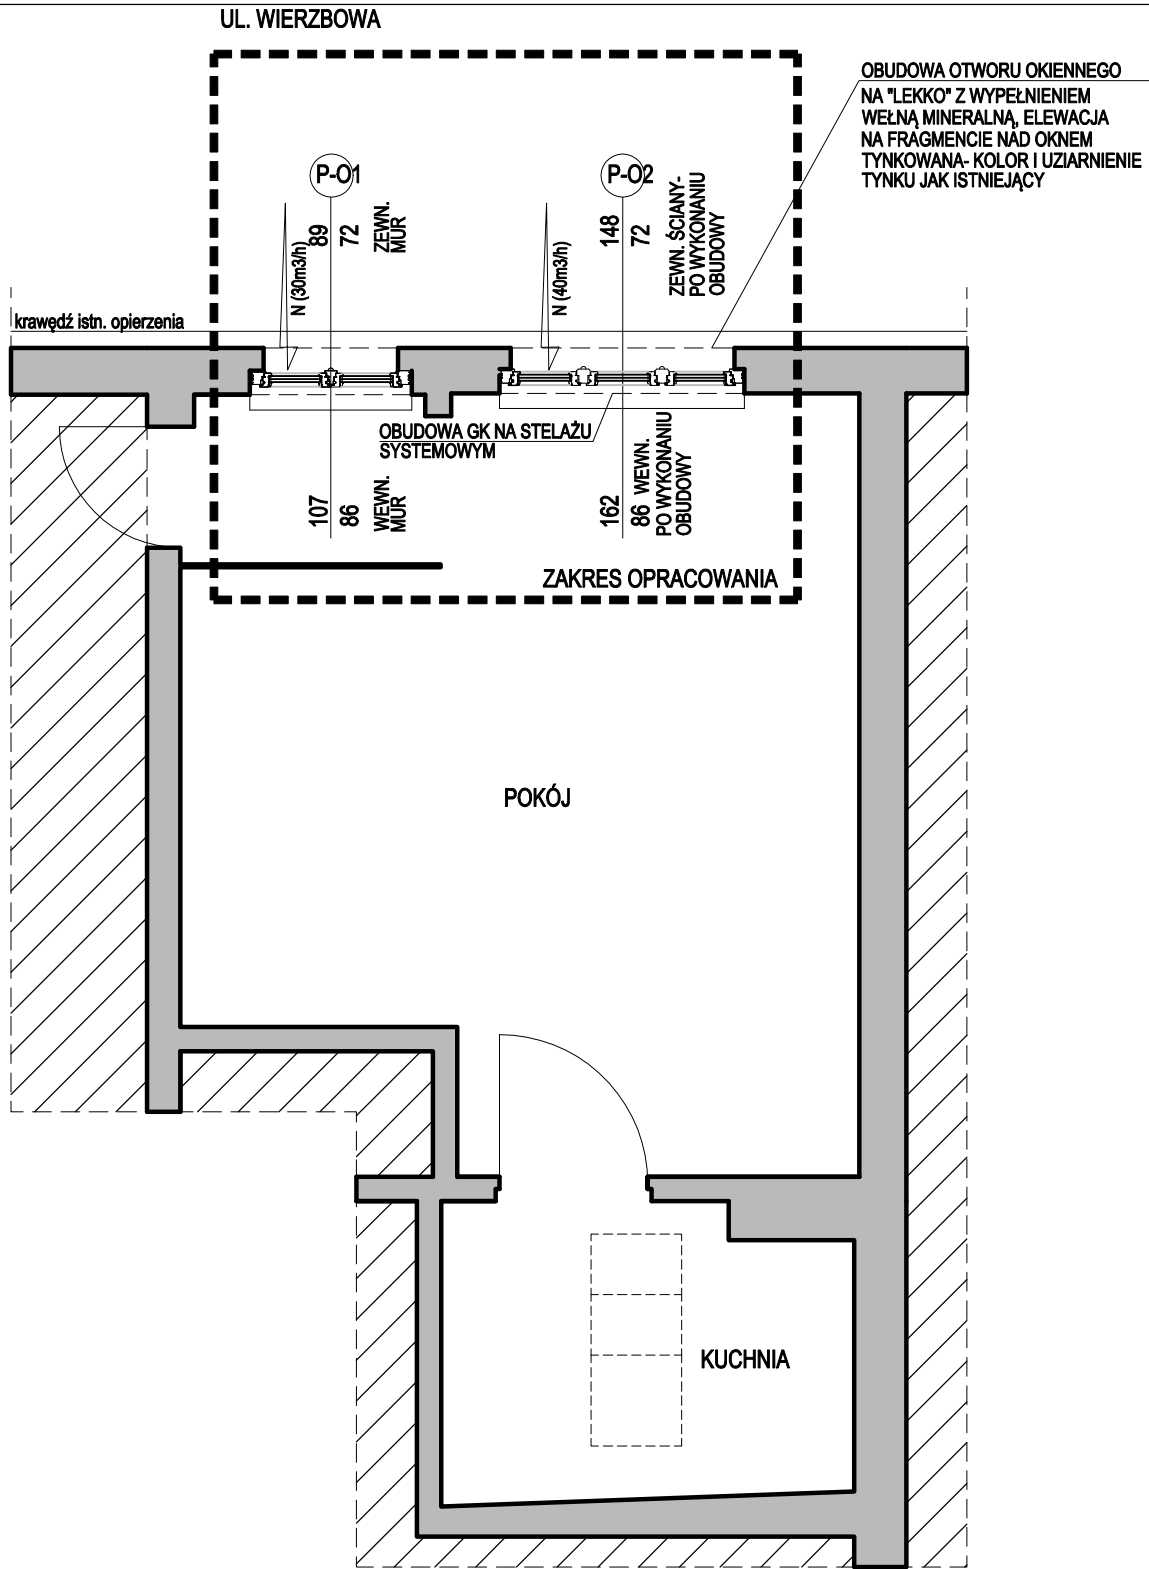 UL. WIERZBOWA
OBUDOWA OTWORU OKIENNEGO
NA "LEKKO" Z WYPEŁNIENIEM
WEŁNĄ MINERALNĄ, ELEWACJA
NA FRAGMENCIE NAD OKNEM
TYNKOWANA- KOLOR I UZIARNIENIE
TYNKU JAK ISTNIEJĄCY
P-O1
89
72
ZEWN.
MUR
N (30m3/h)
P-O2
148
72
ZEWN. ŚCIANY-
PO WYKONANIU
OBUDOWY
N (40m3/h)
krawędź istn. opierzenia
OBUDOWA GK NA STELAŻU
SYSTEMOWYM
107
86
WEWN.
MUR
162
86 WEWN.
PO WYKONANIU
OBUDOWY
ZAKRES OPRACOWANIA
POKÓJ
KUCHNIA